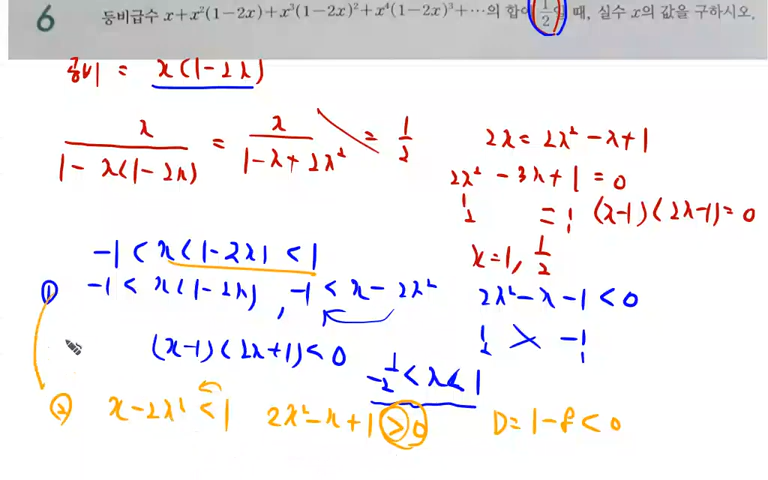 6 등비급수 x+x²(1−2x)+x³(1−2x)²+x⁴(1−2x)³+⋯의 합이 1/2일 때, 실수 x의 값을 구하시오.
공비 = x(1-2x)
x/(1-x(1-2x)) = x/(1-x+2x²) = 1/2
2x = 2x² - x + 1
2x² - 3x + 1 = 0
(x-1)(2x-1) = 0
x = 1, 1/2
-1 < x(1-2x) < 1
① -1 < x(1-2x), -1 < x - 2x²
2x² - x - 1 < 0
(x-1)(2x+1) < 0
-1/2 < x < 1
② x - 2x² < 1 2x² - x + 1 > 0 D = 1 - 8 < 0